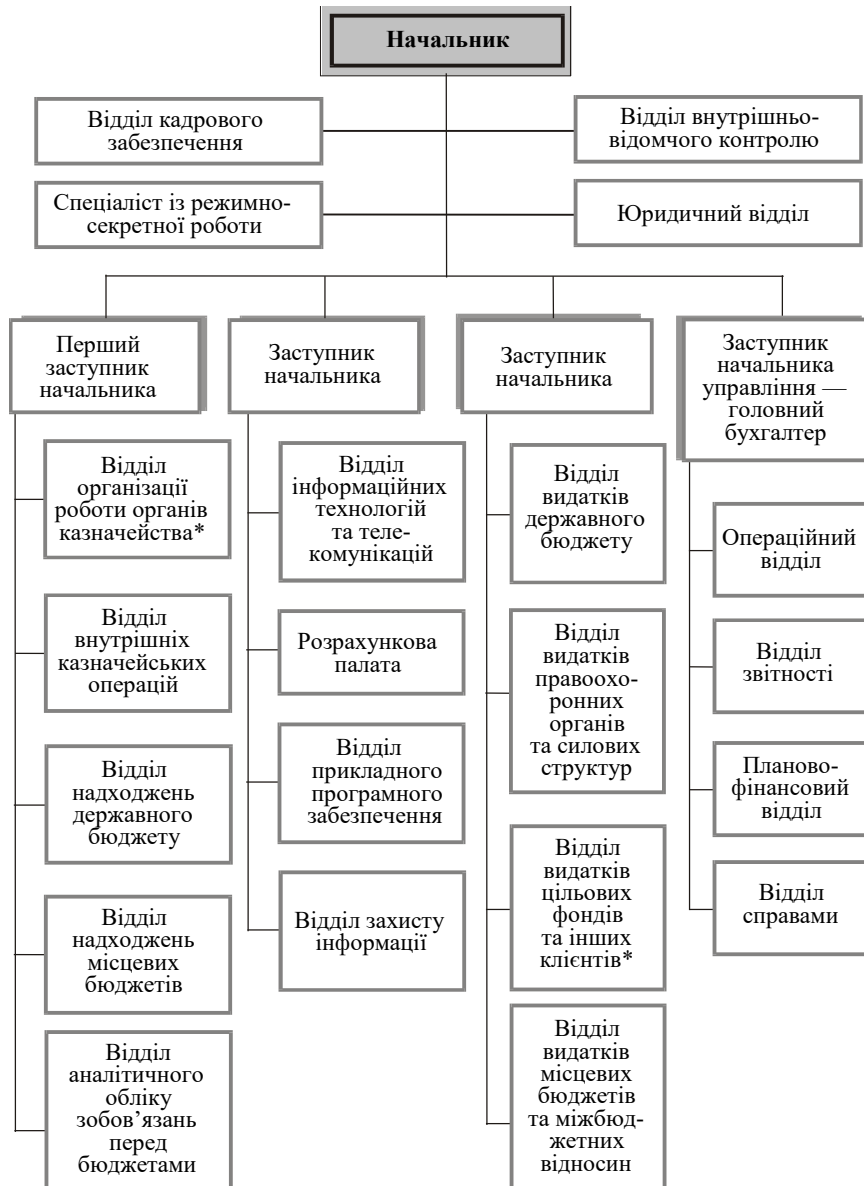 Начальник
Відділ кадрового
забезпечення
Відділ внутрішньо-
відомчого контролю
Спеціаліст із режимно-
секретної роботи
Юридичний відділ
Перший
заступник
начальника
Відділ
організації
роботи органів
казначейства*
Відділ
внутрішніх
казначейських
операцій
Відділ
надходжень
державного
бюджету
Відділ
надходжень
місцевих
бюджетів
Відділ
аналітичного
обліку
зобов’язань
перед
бюджетами
Заступник
начальника
Відділ
інформаційних
технологій
та теле-
комунікацій
Розрахункова
палата
Відділ
прикладного
програмного
забезпечення
Відділ захисту
інформації
Заступник
начальника
Відділ
видатків
державного
бюджету
Відділ
видатків
правоохо-
ронних
органів
та силових
структур
Відділ
видатків
цільових
фондів
та інших
клієнтів*
Відділ
видатків
місцевих
бюджетів
та міжбюд-
жетних
відносин
Заступник
начальника
управління —
головний
бухгалтер
Операційний
відділ
Відділ
звітності
Планово-
фінансовий
відділ
Відділ
справами